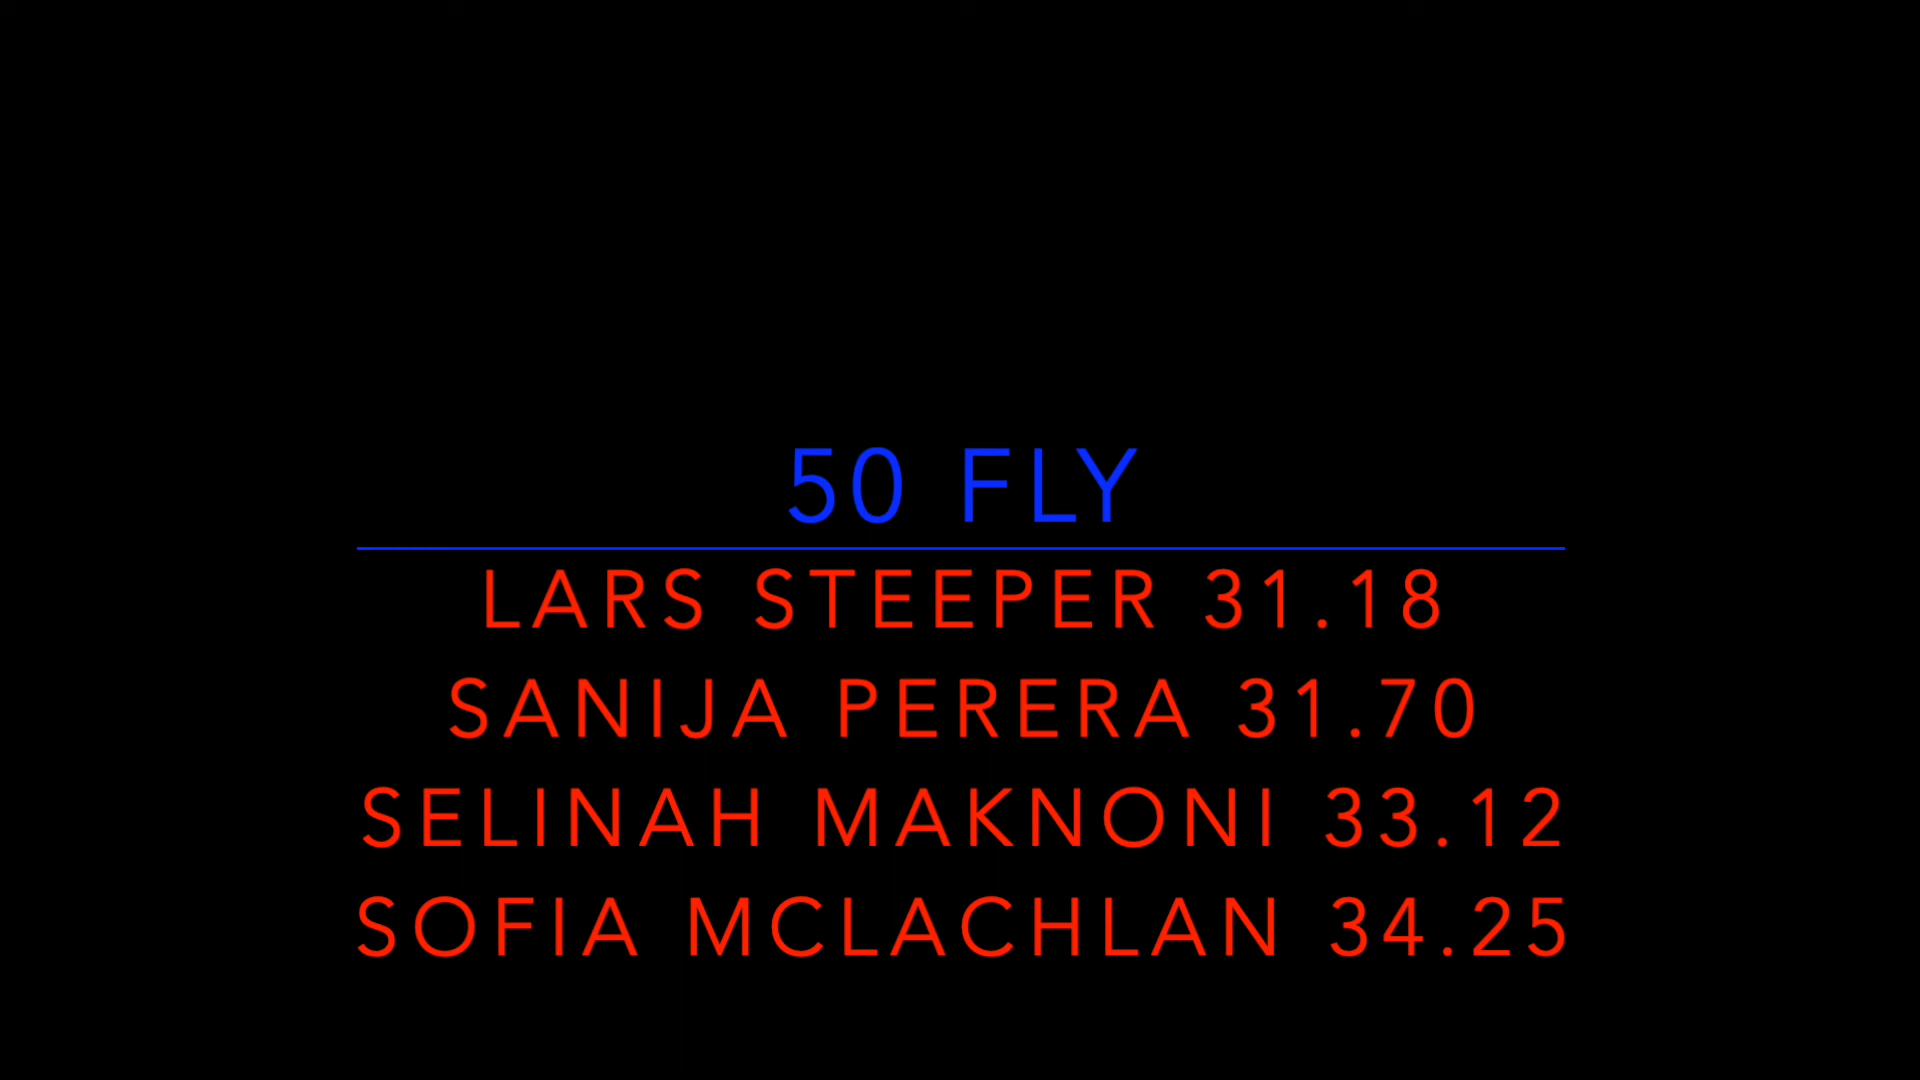 50 FLY
LARS STEEPER 31.18
SANIJA PERERA 31.70
SELINAH MAKNONI 33.12
SOFIA MCLACHLAN 34.25